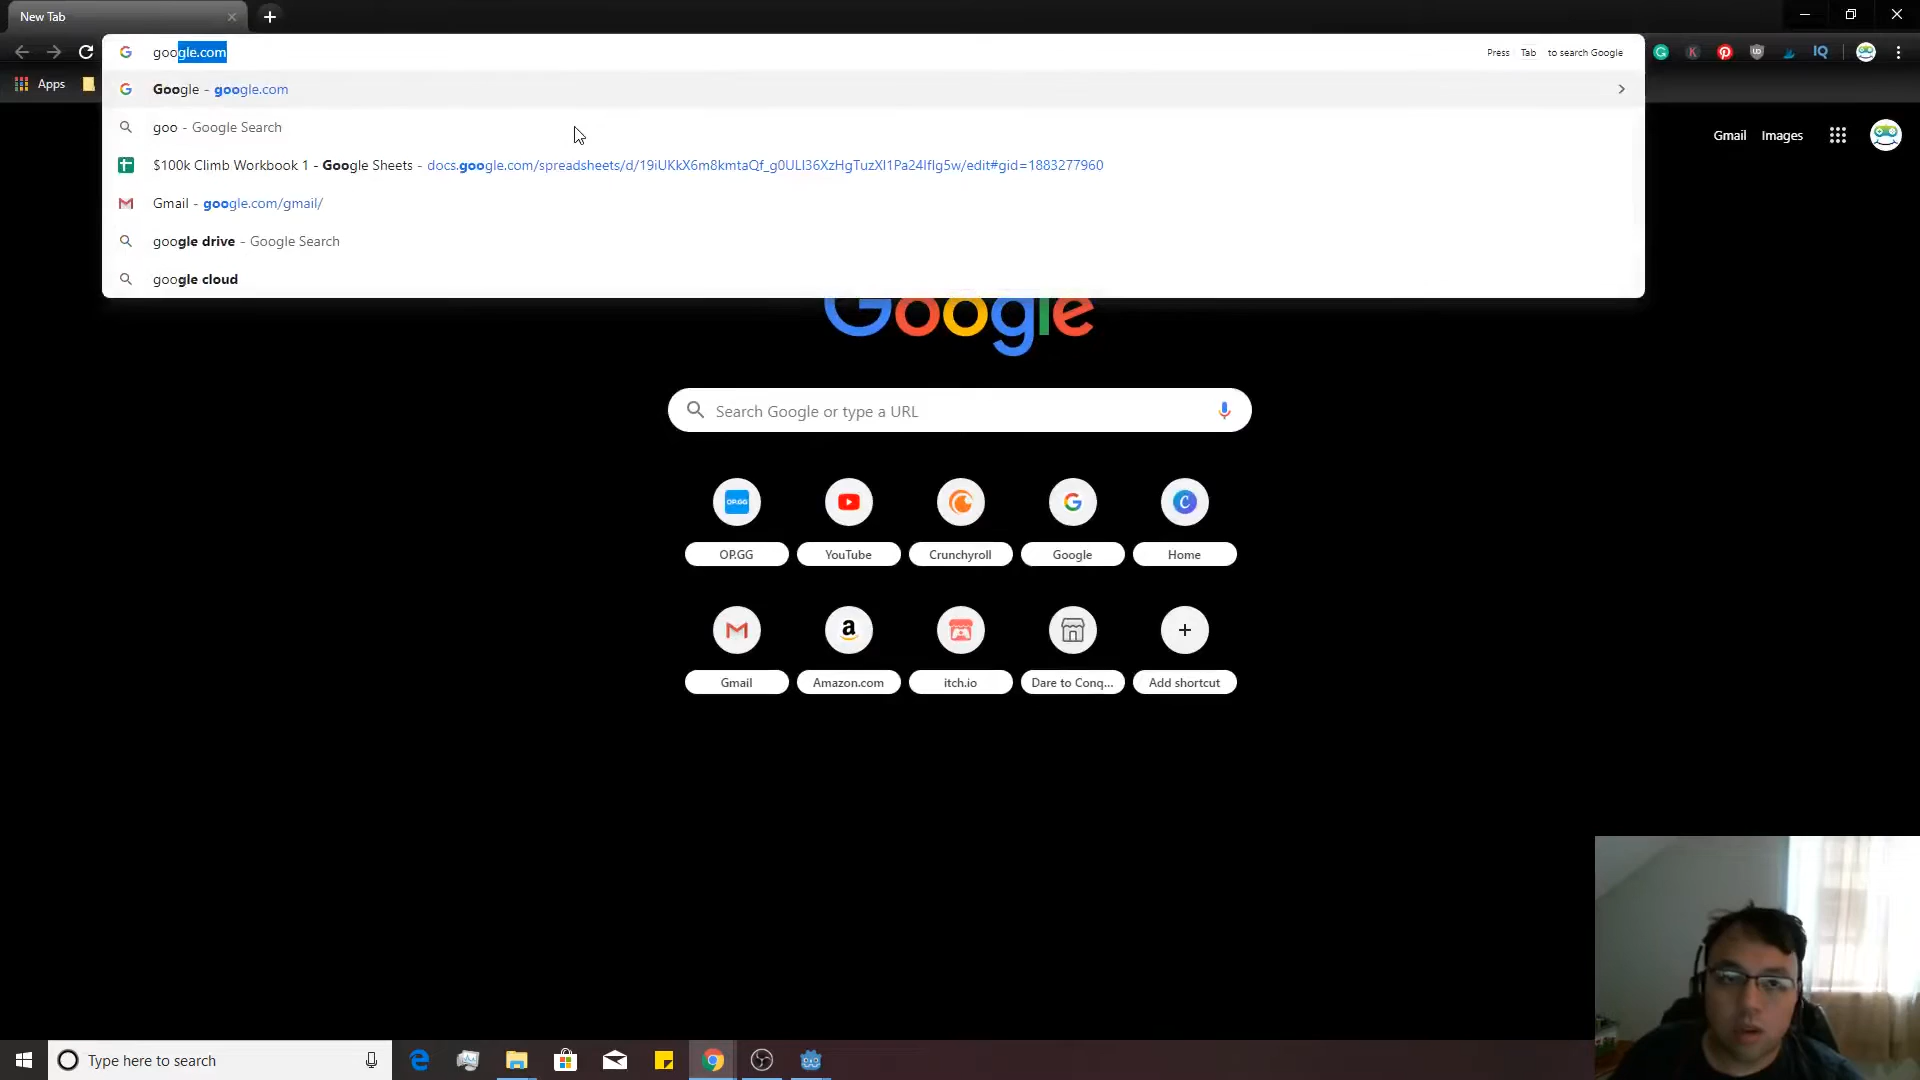 New Tab
google.com
Press Tab to search Google
Google - google.com
goo - Google Search
$100k Climb Workbook 1 - Google Sheets - docs.google.com/spreadsheets/d/19iUKkX6m8kmtaQf_g0ULl36XzHgTuzXI1Pa24lfIg5w/edit#gid=1883277960
Gmail - google.com/gmail/
google drive - Google Search
google cloud
Apps
Gmail Images
Google
Search Google or type a URL
OP.GG
OP.GG YouTube Crunchyroll Google Home
Gmail Amazon.com itch.io Dare to Conq... Add shortcut
Type here to search